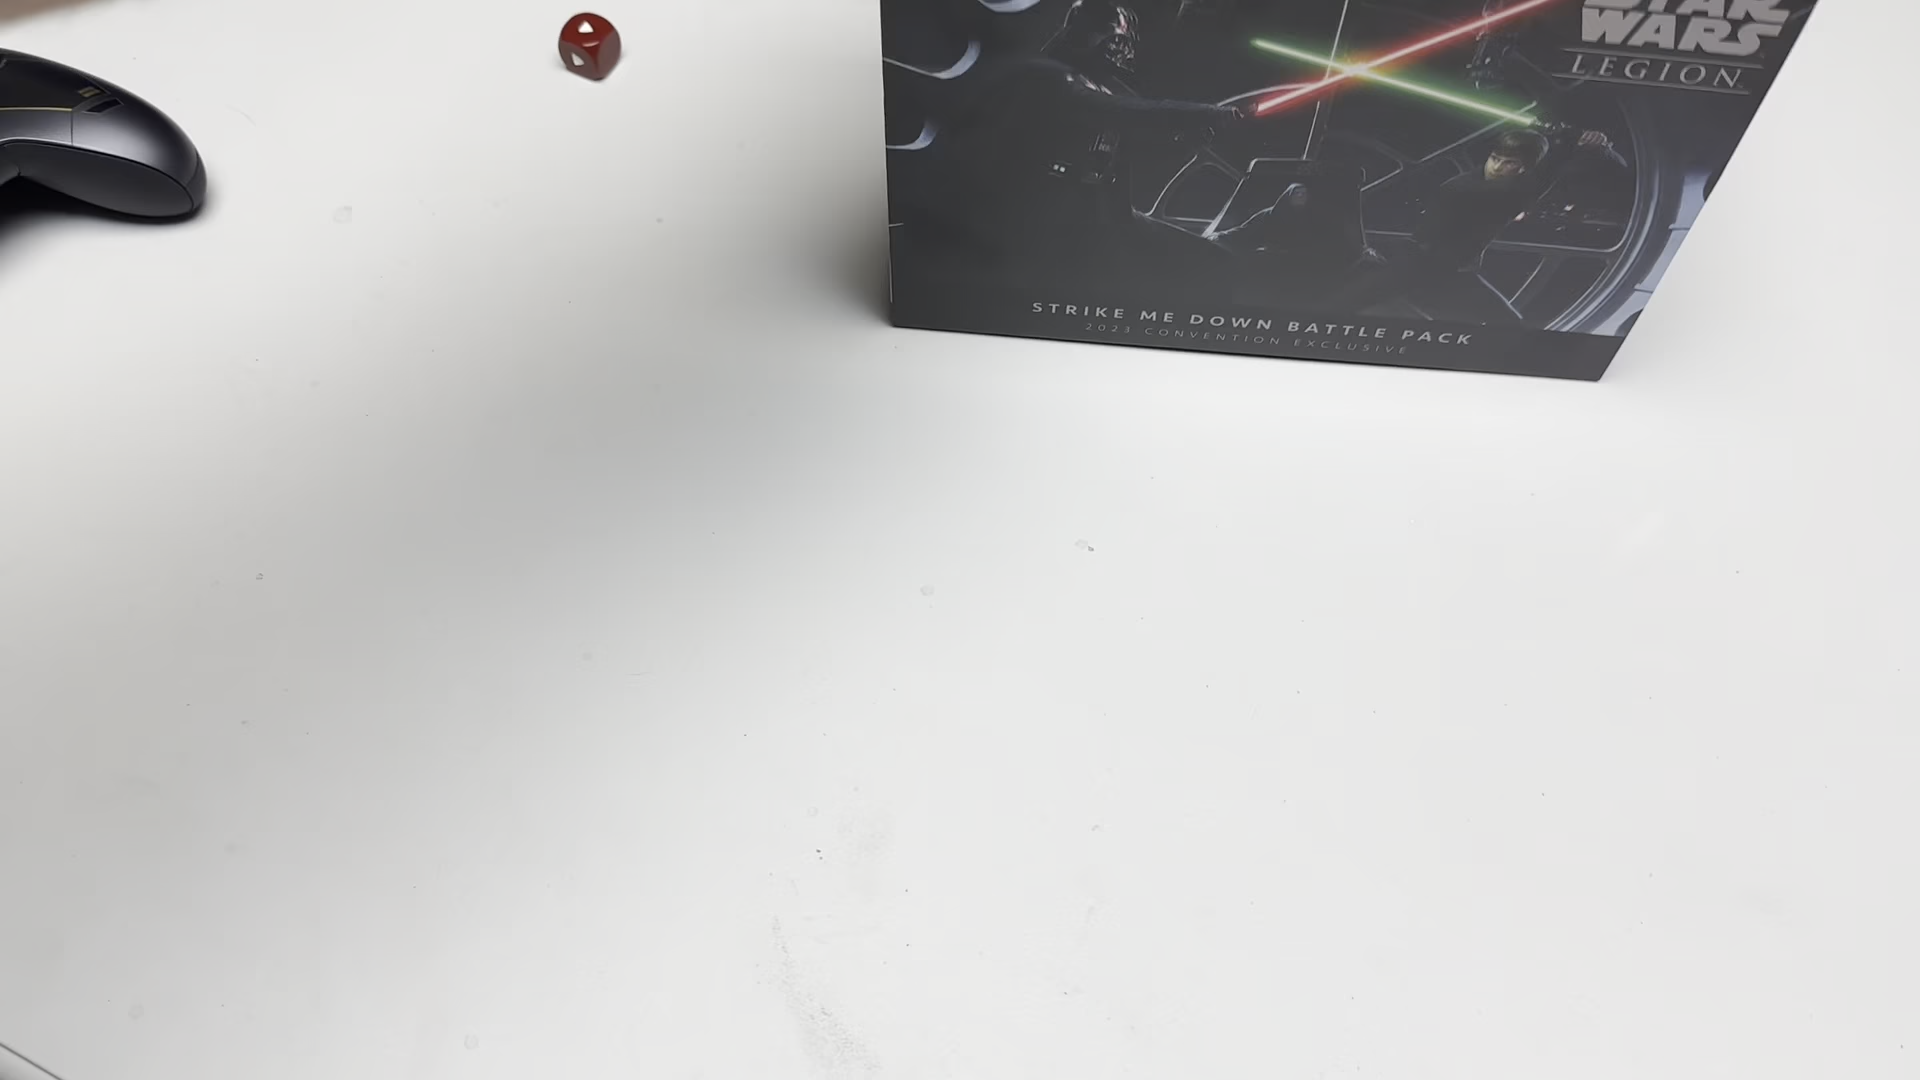 STAR
WARS
LEGION
STRIKE ME DOWN BATTLE PACK
2023 CONVENTION EXCLUSIVE